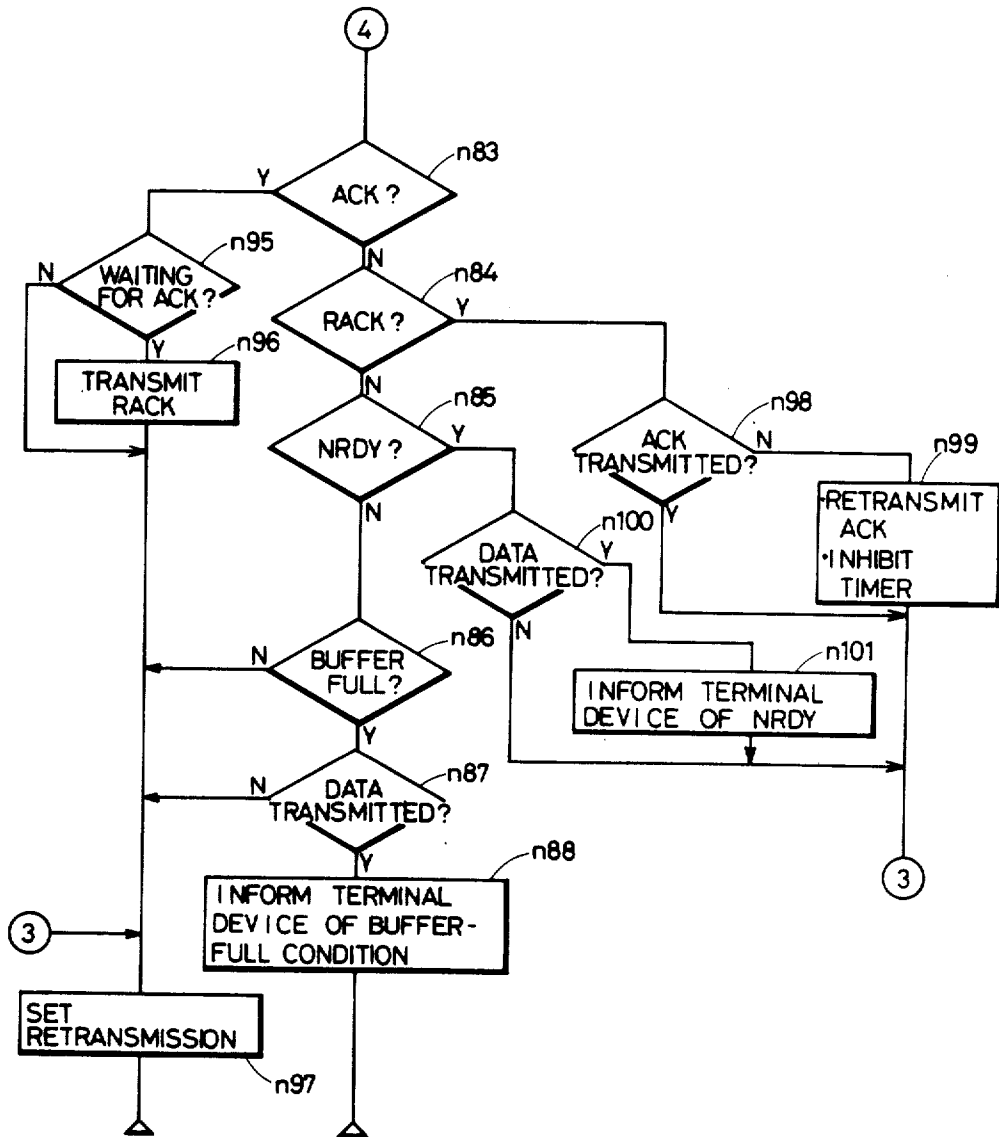 4
n83
Y
ACK?
N
n95
N
WAITING
FOR ACK?
Y
n84
RACK?
Y
N
n96
TRANSMIT
RACK
n85
NRDY?
Y
N
n98
ACK
TRANSMITTED?
N
Y
n99
·RETRANSMIT
ACK
·INHIBIT
TIMER
n100
DATA
TRANSMITTED?
Y
N
n86
N
BUFFER
FULL?
Y
n101
INFORM TERMINAL
DEVICE OF NRDY
n87
N
DATA
TRANSMITTED?
Y
n88
INFORM TERMINAL
DEVICE OF BUFFER-
FULL CONDITION
3
3
SET
RETRANSMISSION
n97